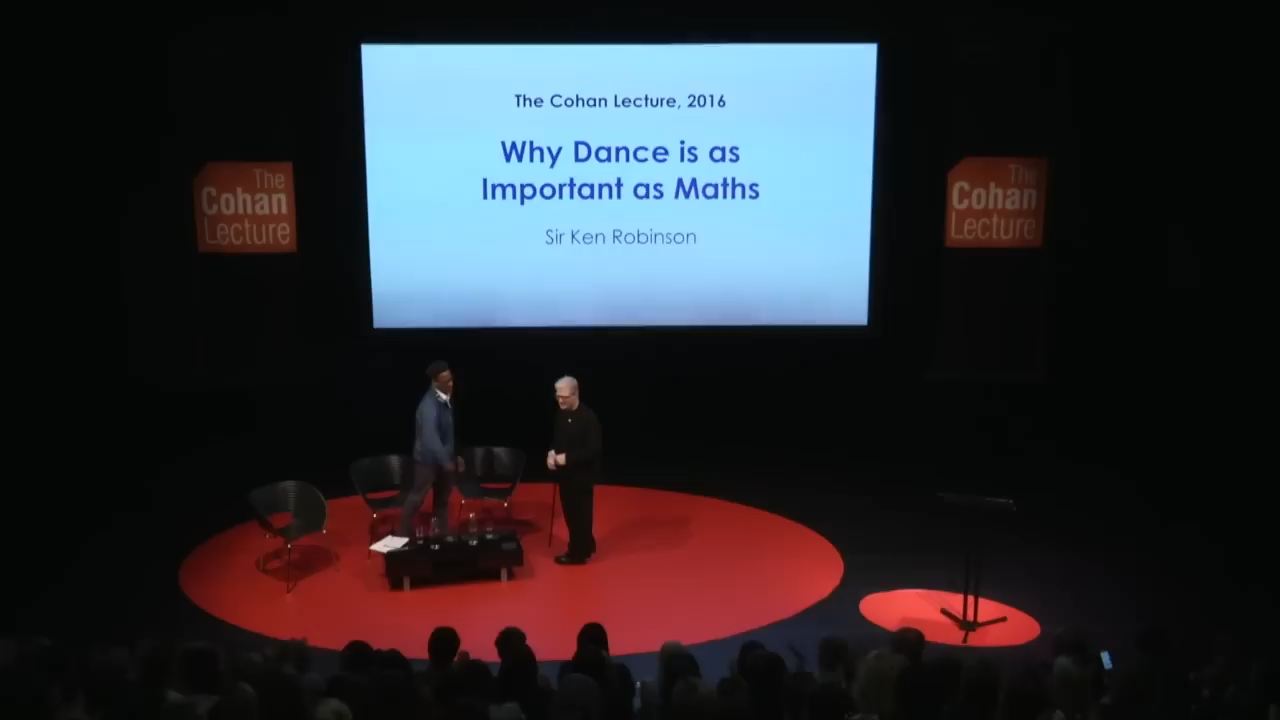 The Cohan Lecture, 2016
Why Dance is as
Important as Maths
Sir Ken Robinson
The
Cohan
Lecture
The
Cohan
Lecture